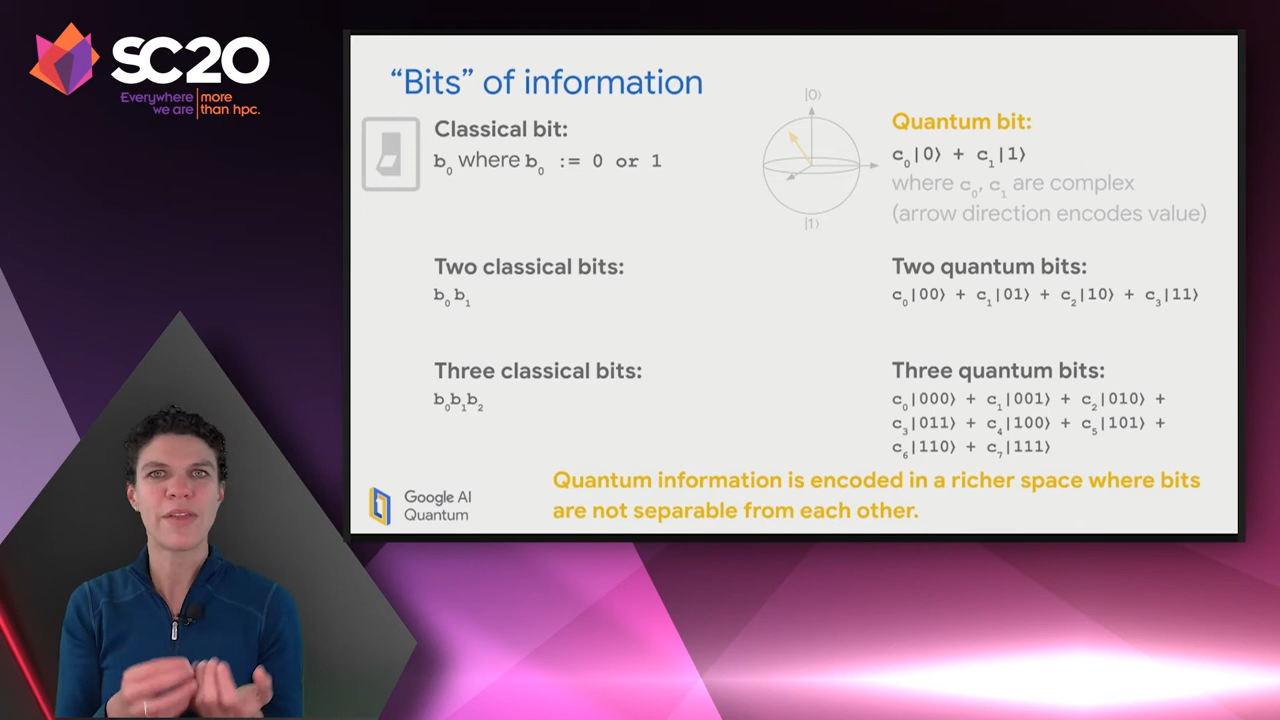 SC20
Everywhere we are | more than hpc.
“Bits” of information
Classical bit:
b₀ where b₀ := 0 or 1
|0⟩
|1⟩
Quantum bit:
c₀|0⟩ + c₁|1⟩
where c₀, c₁ are complex
(arrow direction encodes value)
Two classical bits:
b₀b₁
Two quantum bits:
c₀|00⟩ + c₁|01⟩ + c₂|10⟩ + c₃|11⟩
Three classical bits:
b₀b₁b₂
Three quantum bits:
c₀|000⟩ + c₁|001⟩ + c₂|010⟩ +
c₃|011⟩ + c₄|100⟩ + c₅|101⟩ +
c₆|110⟩ + c₇|111⟩
Quantum information is encoded in a richer space where bits
are not separable from each other.
Google AI
Quantum